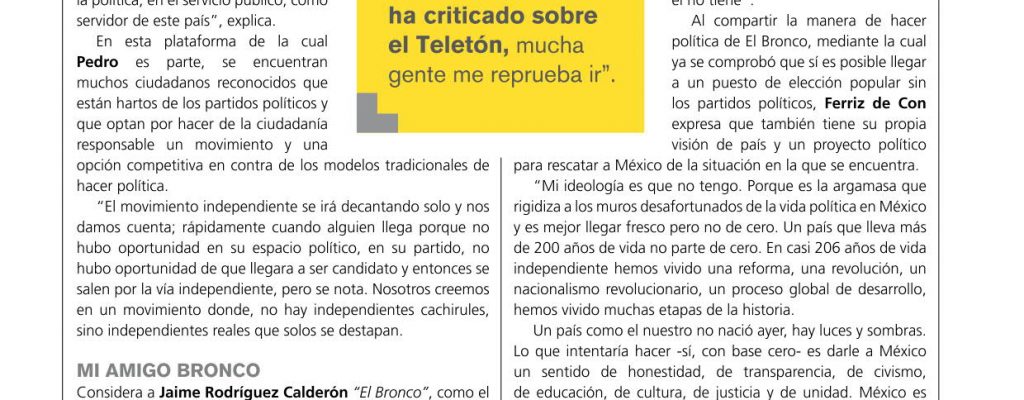 la política, en el servicio público, como
servidor de este país”, explica.
En esta plataforma de la cual
Pedro es parte, se encuentran
muchos ciudadanos reconocidos que
están hartos de los partidos políticos y
que optan por hacer de la ciudadanía
responsable un movimiento y una
opción competitiva en contra de los modelos tradicionales de
hacer política.
“El movimiento independiente se irá decantando solo y nos
damos cuenta; rápidamente cuando alguien llega porque no
hubo oportunidad en su espacio político, en su partido, no
hubo oportunidad de que llegara a ser candidato y entonces se
salen por la vía independiente, pero se nota. Nosotros creemos
en un movimiento donde, no hay independientes cachirules,
sino independientes reales que solos se destapan.
MI AMIGO BRONCO
Considera a Jaime Rodríguez Calderón “El Bronco”, como el
ha criticado sobre
el Teletón, mucha
gente me reprueba ir”.
él no tiene”.
Al compartir la manera de hacer
política de El Bronco, mediante la cual
ya se comprobó que sí es posible llegar
a un puesto de elección popular sin
los partidos políticos, Ferriz de Con
expresa que también tiene su propia
visión de país y un proyecto político
para rescatar a México de la situación en la que se encuentra.
“Mi ideología es que no tengo. Porque es la argamasa que
rigidiza a los muros desafortunados de la vida política en México
y es mejor llegar fresco pero no de cero. Un país que lleva más
de 200 años de vida no parte de cero. En casi 206 años de vida
independiente hemos vivido una reforma, una revolución, un
nacionalismo revolucionario, un proceso global de desarrollo,
hemos vivido muchas etapas de la historia.
Un país como el nuestro no nació ayer, hay luces y sombras.
Lo que intentaría hacer -sí, con base cero- es darle a México
un sentido de honestidad, de transparencia, de civismo,
de educación, de cultura, de justicia y de unidad. México es